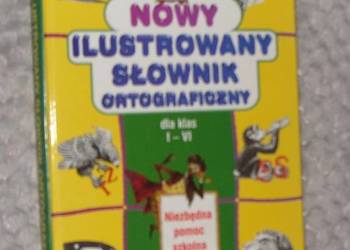 NOWY
ILUSTROWANY
SŁOWNIK
ORTOGRAFICZNY
dla klas
I – VI
Niezbędna
pomoc
szkolna